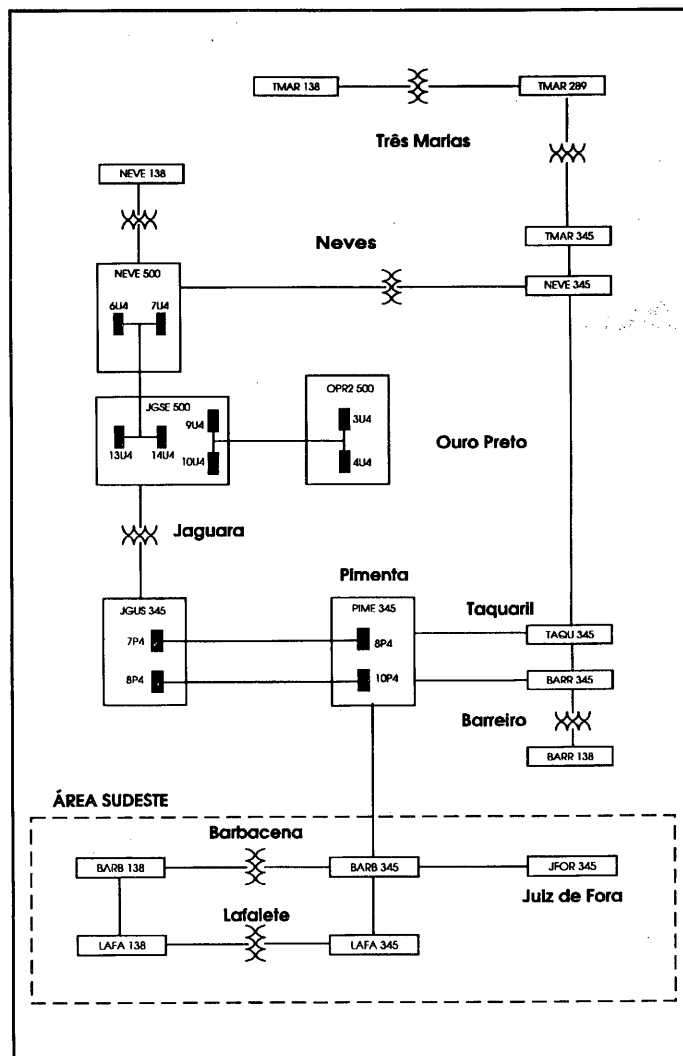 TMAR 138
TMAR 289
Três Marias
NEVE 138
Neves
TMAR 345
NEVE 500
NEVE 345
6U4
7U4
JGSE 500
OPR2 500
9U4
3U4
13U4
14U4
10U4
4U4
Ouro Preto
Jaguara
Pimenta
JGUS 345
PIME 345
Taquaril
7P4
8P4
TAQU 345
8P4
10P4
BARR 345
Barreiro
BARR 138
ÁREA SUDESTE
Barbacena
BARB 138
BARB 345
JFOR 345
Juiz de Fora
Lafaiete
LAFA 138
LAFA 345